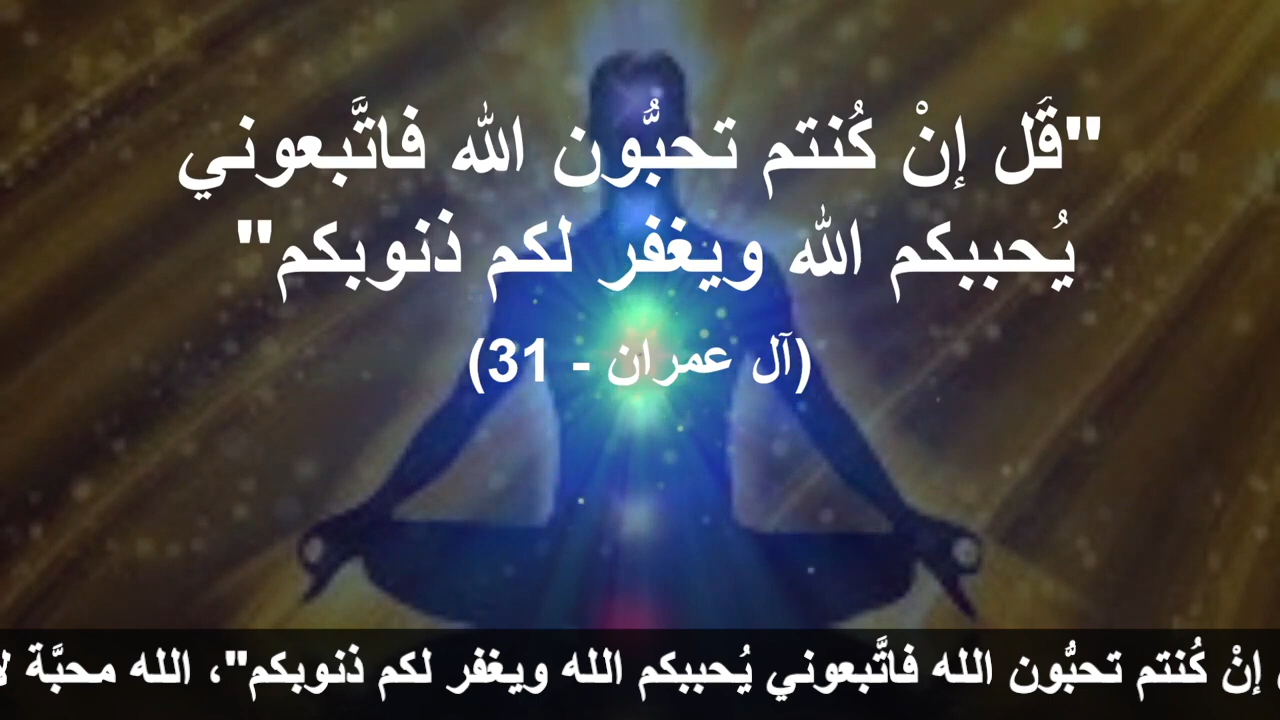 "قَل إنْ كُنتم تحبُّون الله فاتَّبعوني
يُحببكم الله ويغفر لكم ذنوبكم"
(آل عمران - 31)
إنْ كُنتم تحبُّون الله فاتَّبعوني يُحببكم الله ويغفر لكم ذنوبكم"، الله محبَّة